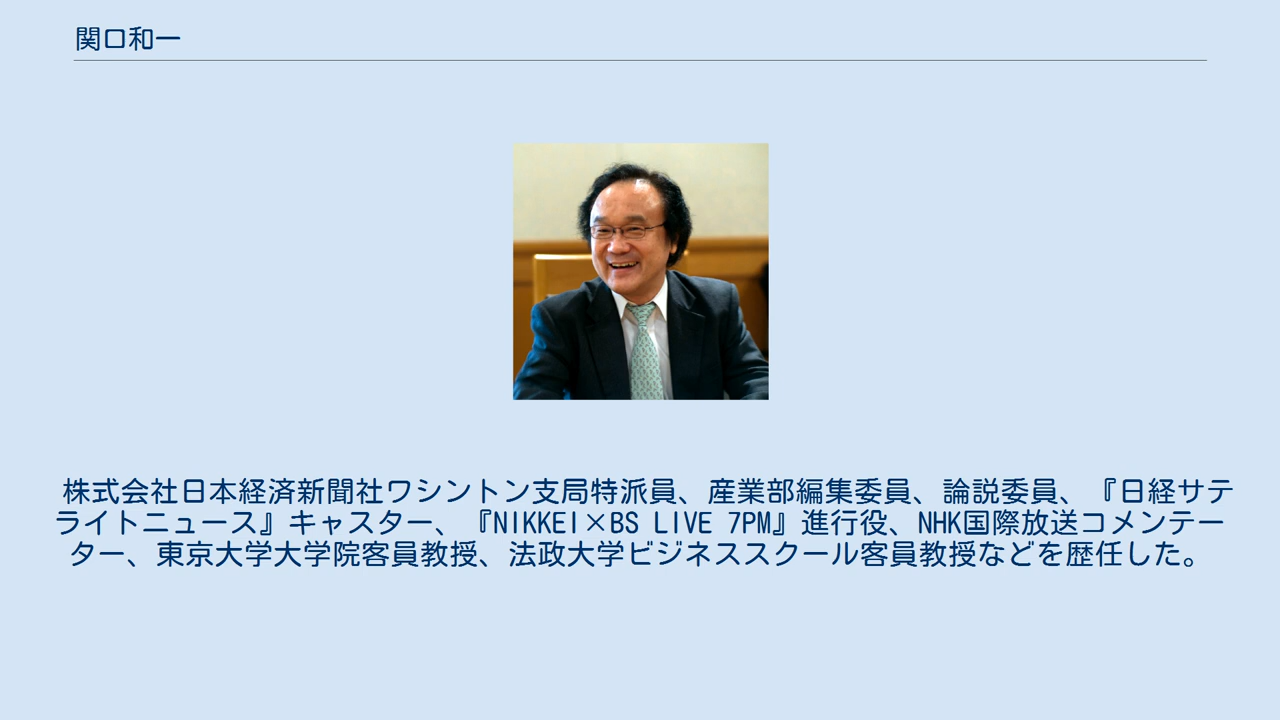 関口和一
株式会社日本経済新聞社ワシントン支局特派員、産業部編集委員、論説委員、『日経サテ
ライトニュース』キャスター、『NIKKEI×BS LIVE 7PM』進行役、NHK国際放送コメンテー
ター、東京大学大学院客員教授、法政大学ビジネススクール客員教授などを歴任した。